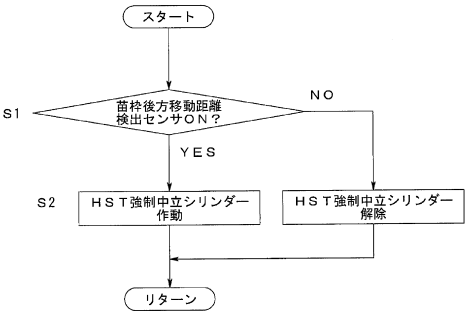 スタート
S1
苗枠後方移動距離
検出センサON?
NO
YES
S2
HST強制中立シリンダー
作動
HST強制中立シリンダー
解除
リターン